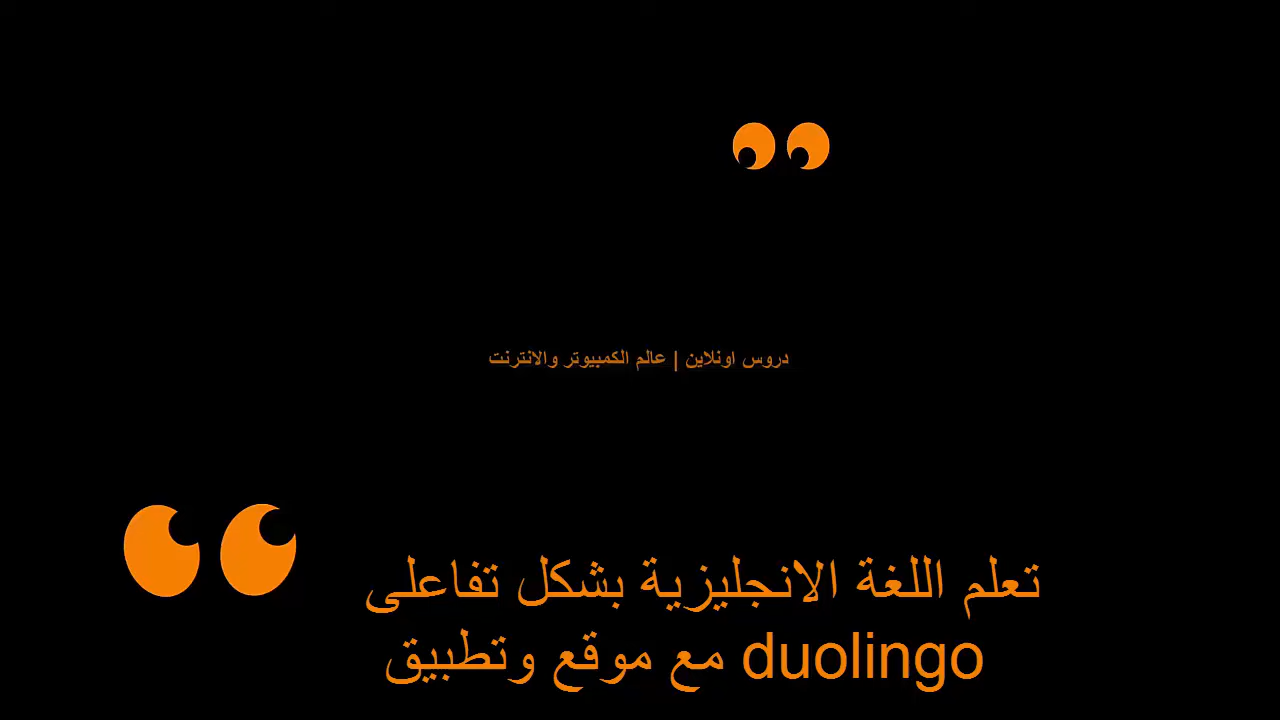 دروس اونلاين | عالم الكمبيوتر والانترنت
تعلم اللغة الانجليزية بشكل تفاعلى
duolingo مع موقع وتطبيق